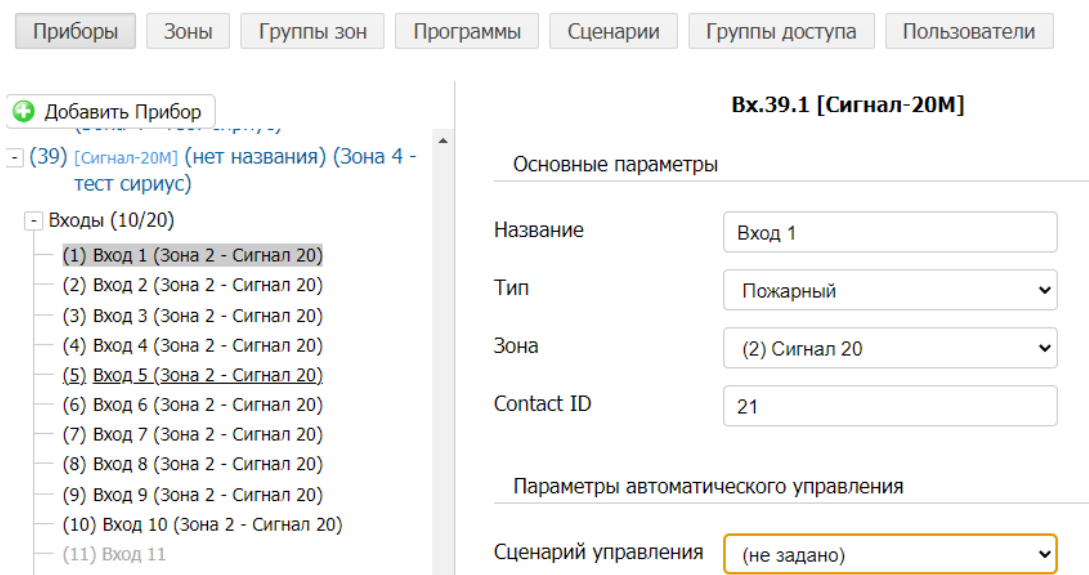 Приборы Зоны Группы зон Программы Сценарии Группы доступа Пользователи
Добавить Прибор
(39) [Сигнал-20М] (нет названия) (Зона 4 -
тест сириус)
Входы (10/20)
(1) Вход 1 (Зона 2 - Сигнал 20)
(2) Вход 2 (Зона 2 - Сигнал 20)
(3) Вход 3 (Зона 2 - Сигнал 20)
(4) Вход 4 (Зона 2 - Сигнал 20)
(5) Вход 5 (Зона 2 - Сигнал 20)
(6) Вход 6 (Зона 2 - Сигнал 20)
(7) Вход 7 (Зона 2 - Сигнал 20)
(8) Вход 8 (Зона 2 - Сигнал 20)
(9) Вход 9 (Зона 2 - Сигнал 20)
(10) Вход 10 (Зона 2 - Сигнал 20)
(11) Вход 11
Вх.39.1 [Сигнал-20М]
Основные параметры
Название Вход 1
Тип Пожарный
Зона (2) Сигнал 20
Contact ID 21
Параметры автоматического управления
Сценарий управления (не задано)